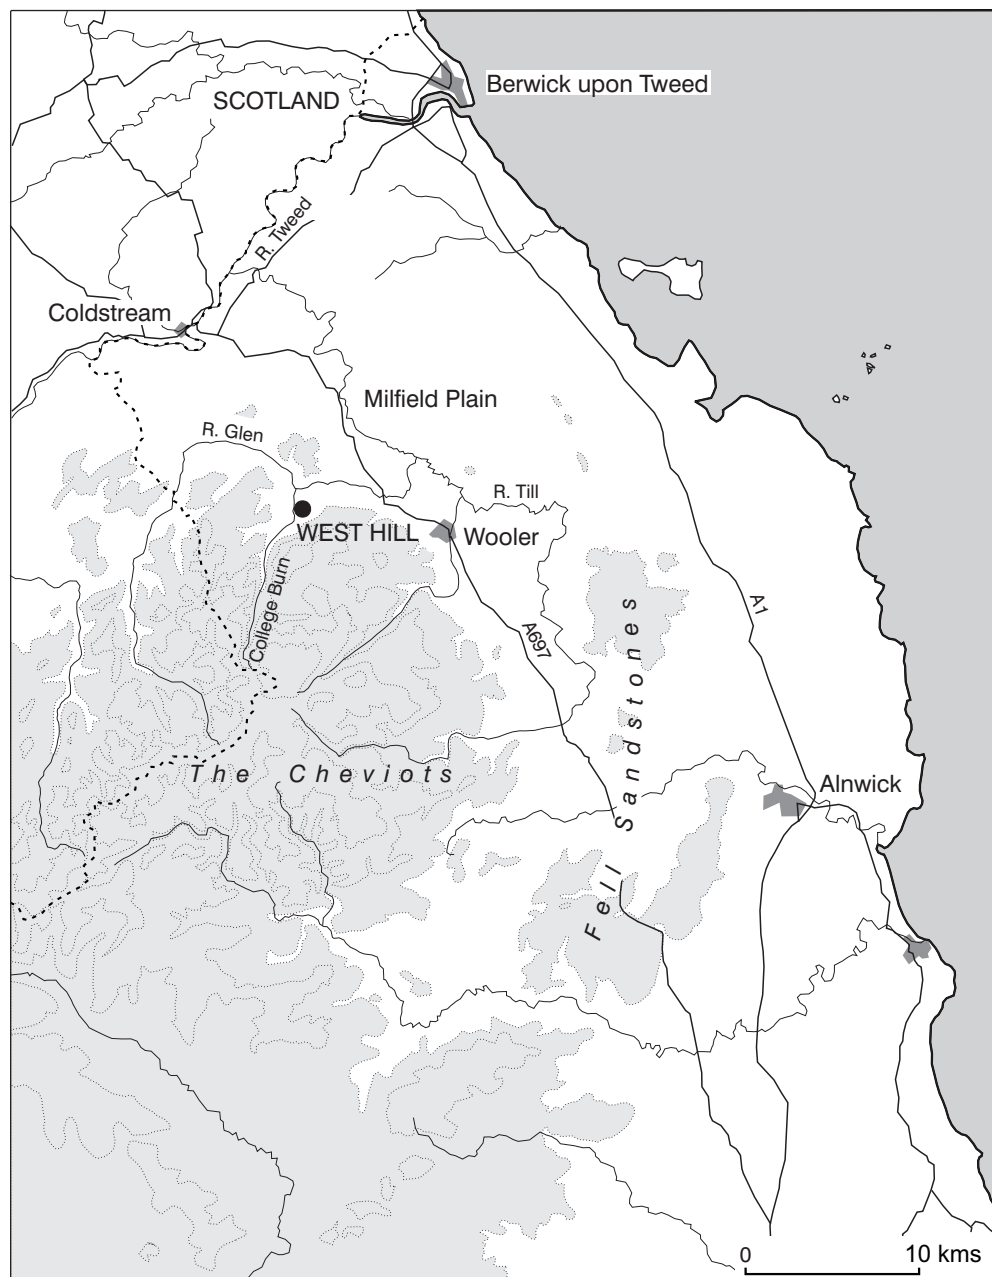 Berwick upon Tweed
SCOTLAND
R. Tweed
Coldstream
Milfield Plain
R. Glen
R. Till
WEST HILL
Wooler
College Burn
A697
A1
Fell Sandstones
The Cheviots
Alnwick
0
10 kms